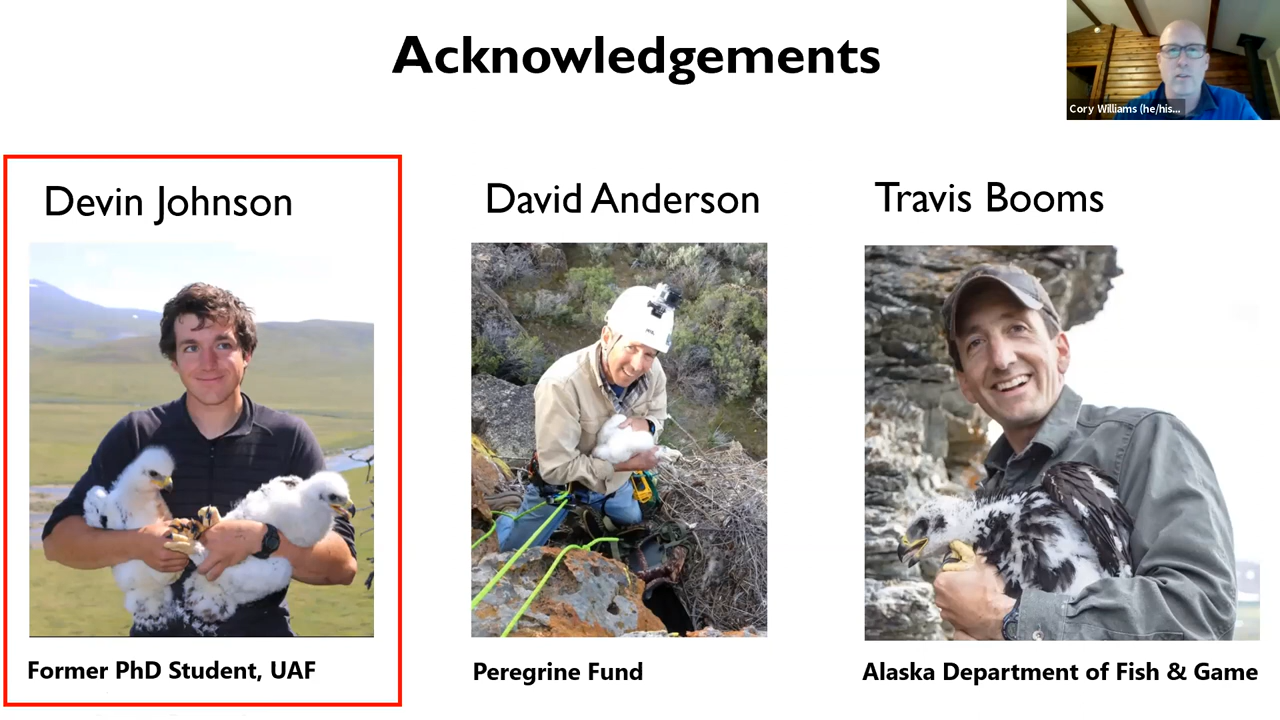 Acknowledgements
Cory Williams (he/his...
Devin Johnson
David Anderson
Travis Booms
Former PhD Student, UAF
Peregrine Fund
Alaska Department of Fish & Game